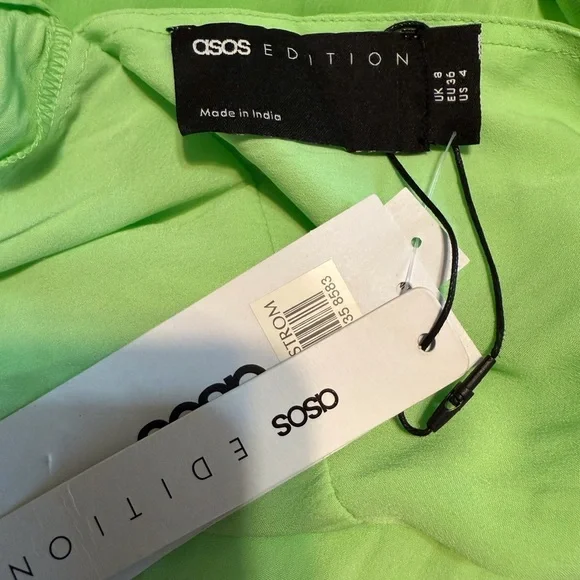 asos EDITION
Made in India
UK 8
EU 36
US 4
STROM
35 8583
asos
asos EDITION